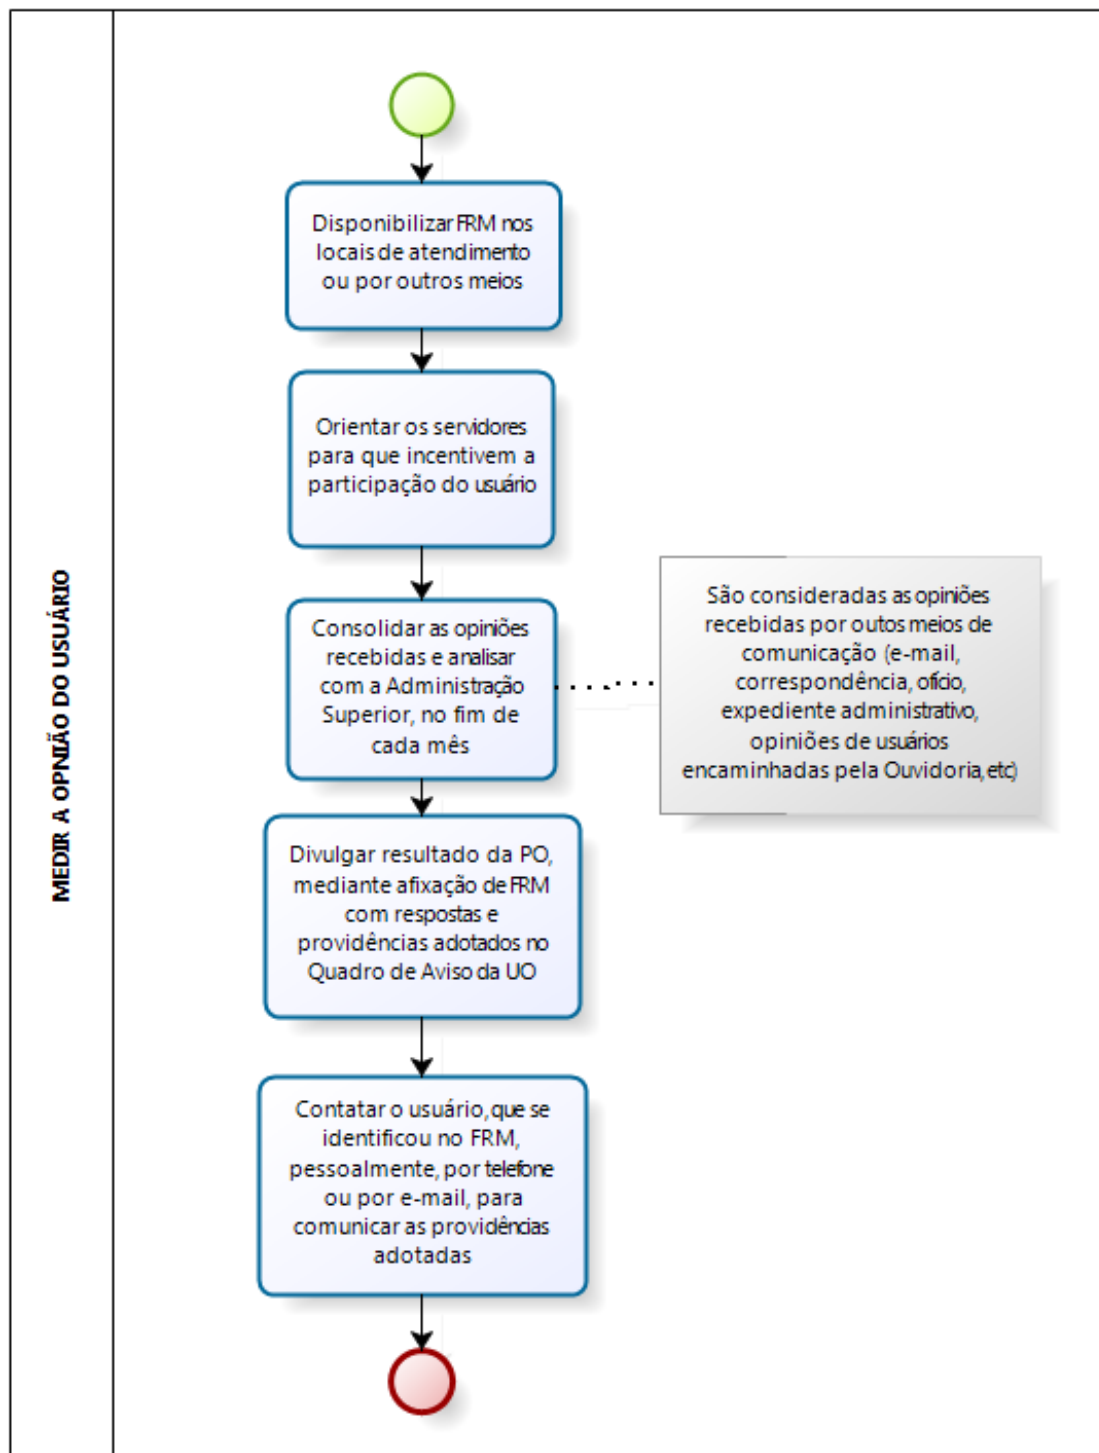 MEDIR A OPNIÃO DO USUÁRIO
Disponibilizar FRM nos
locais de atendimento
ou por outros meios
Orientar os servidores
para que incentivem a
participação do usuário
Consolidar as opiniões
recebidas e analisar
com a Administração
Superior, no fim de
cada mês
São consideradas as opiniões
recebidas por outos meios de
comunicação (e-mail,
correspondência, ofício,
expediente administrativo,
opiniões de usuários
encaminhadas pela Ouvidoria, etc)
Divulgar resultado da PO,
mediante afixação de FRM
com respostas e
providências adotados no
Quadro de Aviso da UO
Contatar o usuário, que se
identificou no FRM,
pessoalmente, por telefone
ou por e-mail, para
comunicar as providências
adotadas